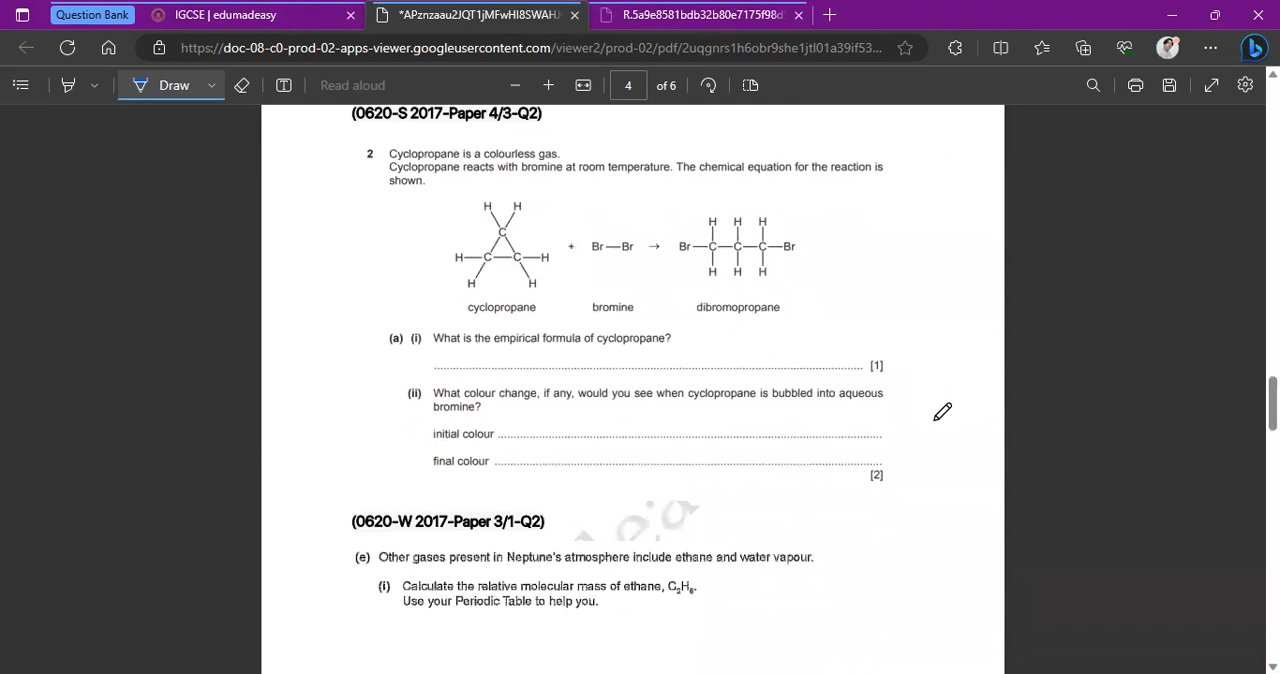 Question Bank
IGCSE | edumadeasy
*APznzaau2JQT1jMFwHI8SWAH
R.5a9e8581bdb32b80e7175f98d
https://doc-08-c0-prod-02-apps-viewer.googleusercontent.com/viewer2/prod-02/pdf/2uqgnrs1h6obr9she1jtl01a39if53...
Draw
Read aloud
4
of 6
(0620-S 2017-Paper 4/3-Q2)
2 Cyclopropane is a colourless gas.
Cyclopropane reacts with bromine at room temperature. The chemical equation for the reaction is
shown.
H H
H H H
C
+ Br—Br → Br—C—C—C—Br
H—C—C—H
H H
H H H
cyclopropane bromine dibromopropane
(a) (i) What is the empirical formula of cyclopropane?
[1]
(ii) What colour change, if any, would you see when cyclopropane is bubbled into aqueous
bromine?
initial colour
final colour
[2]
(0620-W 2017-Paper 3/1-Q2)
(e) Other gases present in Neptune's atmosphere include ethane and water vapour.
(i) Calculate the relative molecular mass of ethane, C₂H₆.
Use your Periodic Table to help you.